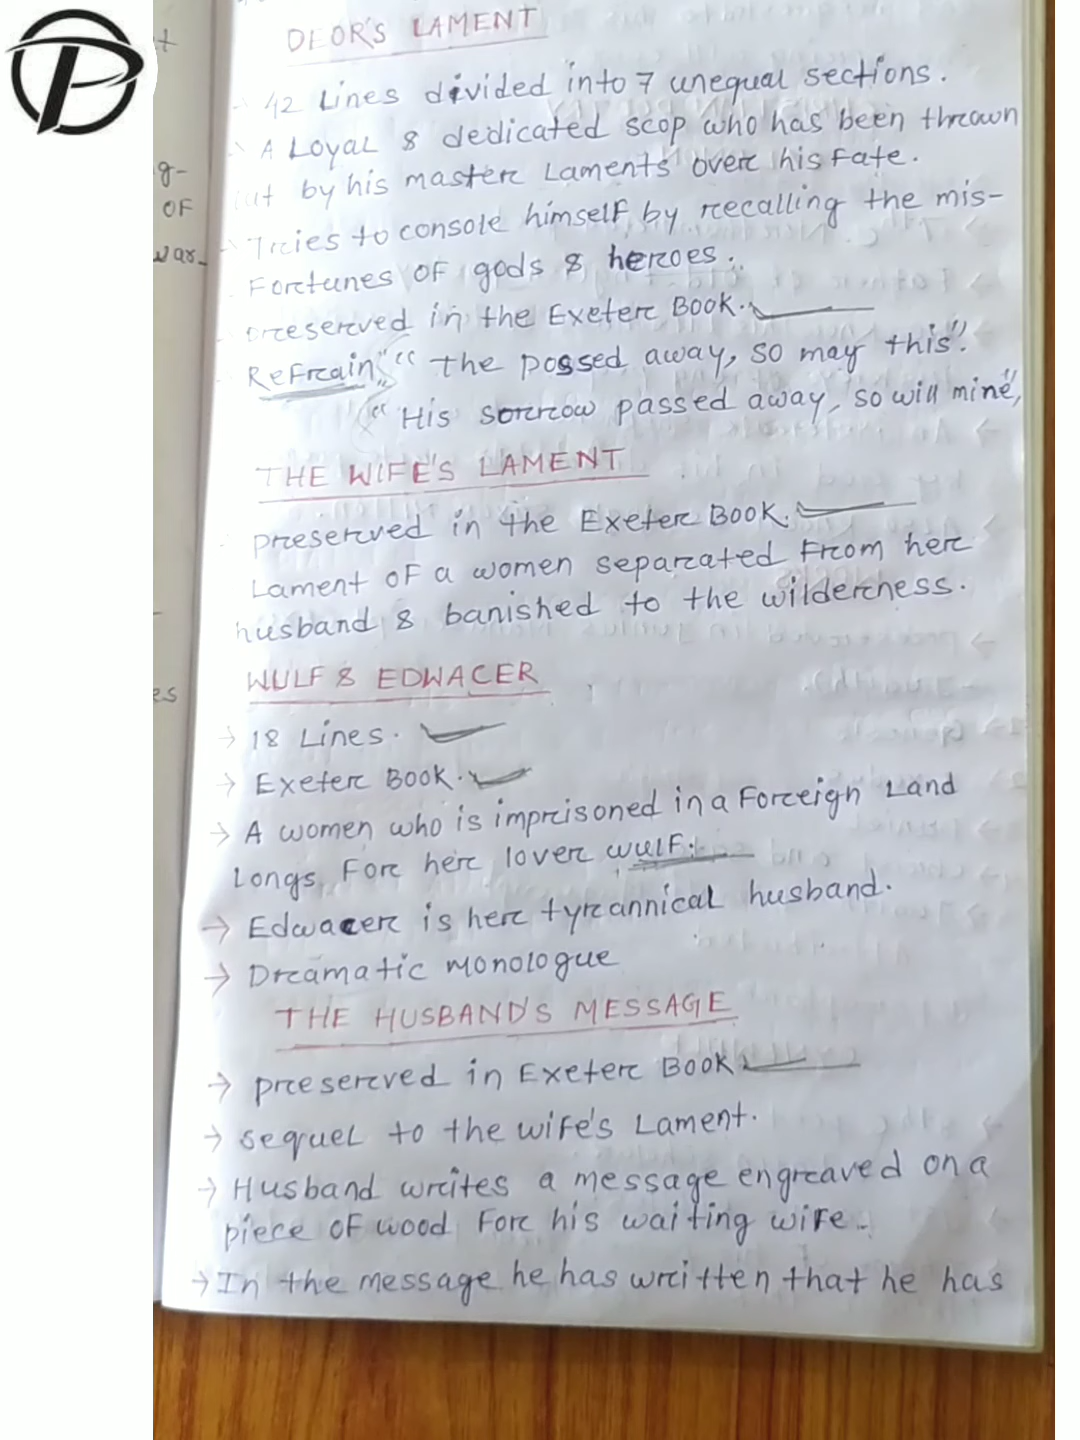 DEOR'S LAMENT
42 Lines divided into 7 unequal sections.
A Loyal & dedicated scop who has been thrown
out by his master Laments over his Fate.
Tries to console himself by recalling the mis-
Fortunes OF gods & heroes.
preserved in the Exeter BOOK.
ReFrain "" the possed away, so may this".
"His sorrow passed away, so will mine",
THE WIFE'S LAMENT
preserved in the Exeter BOOK.
Lament OF a women separated From her
husband & banished to the wilderness.
WULF & EDWACER
→ 18 Lines.
→ Exeter BOOK.
→ A women who is imprisoned in a Foreign Land
Longs For her lover wulF.
→ Edwacer is her tyrannical husband.
→ Dramatic Monologue
THE HUSBAND'S MESSAGE
→ preserved in Exeter BOOK
→ sequel to the wiFe's Lament.
→ Husband writes a message engraved on a
piece OF wood For his waiting wiFe.
→ In the message he has written that he has
t
g-
OF
war-
es